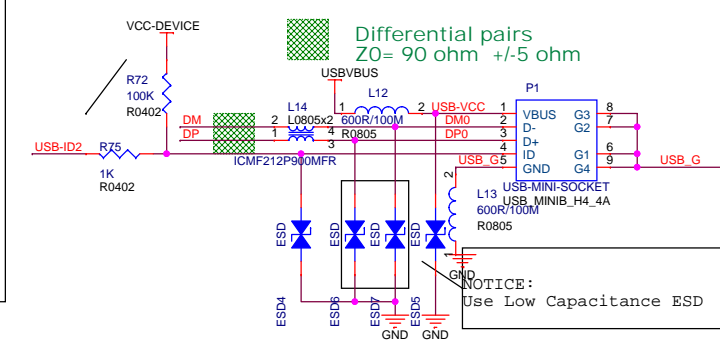 Differential pairs
Z0= 90 ohm +/-5 ohm
VCC-DEVICE
R72
100K
R0402
USBVBUS
L12
1
2
USB-VCC
600R/100M
R0805
P1
L14
L0805x2
DM
2
3
DP
1
4
ICMF212P900MFR
DM0
DP0
1
2
3
4
5
VBUS
D-
D+
ID
GND
G3
G2
G1
G4
8
7
6
9
USB_G
USB_G
USB-MINI-SOCKET
USB_MINIB_H4_4A
USB-ID2
R75
1K
R0402
2
L13
600R/100M
R0805
1
GND
ESD
ESD
ESD
ESD
ESD4
ESD6
ESD7
ESD5
GND
GND
NOTICE:
Use Low Capacitance ESD